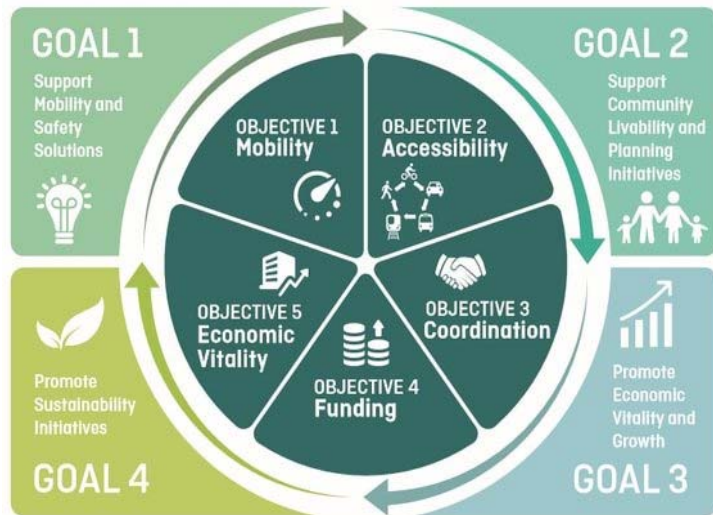 GOAL 1
Support
Mobility and
Safety
Solutions
GOAL 2
Support
Community
Livability and
Planning
Initiatives
OBJECTIVE 1
Mobility
OBJECTIVE 2
Accessibility
OBJECTIVE 3
Coordination
OBJECTIVE 4
Funding
OBJECTIVE 5
Economic
Vitality
Promote
Economic
Vitality and
Growth
GOAL 3
Promote
Sustainability
Initiatives
GOAL 4